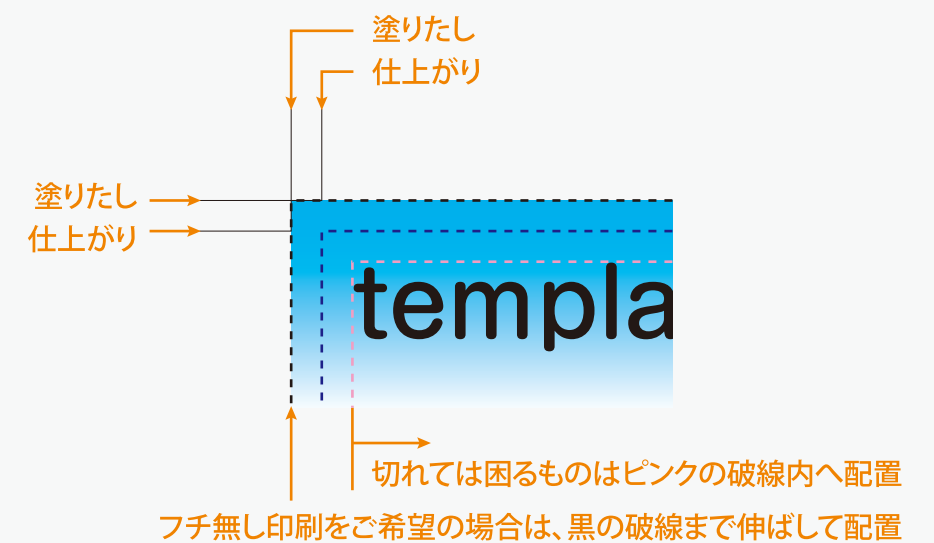 塗りたし
仕上がり
塗りたし
仕上がり
templa
切れては困るものはピンクの破線内へ配置
フチ無し印刷をご希望の場合は、黒の破線まで伸ばして配置